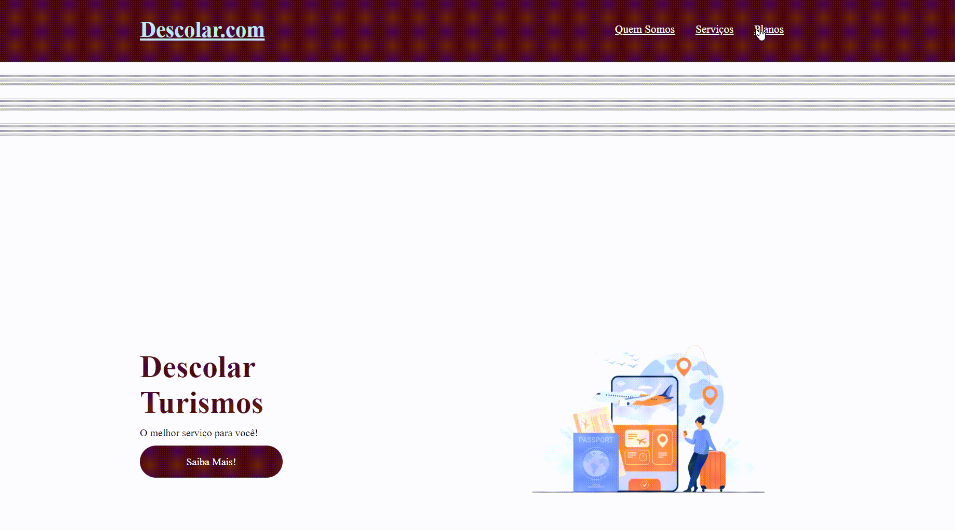 Descolar.com
Quem Somos Serviços Planos
Descolar
Turismos
O melhor serviço para você!
Saiba Mais!
PASSPORT